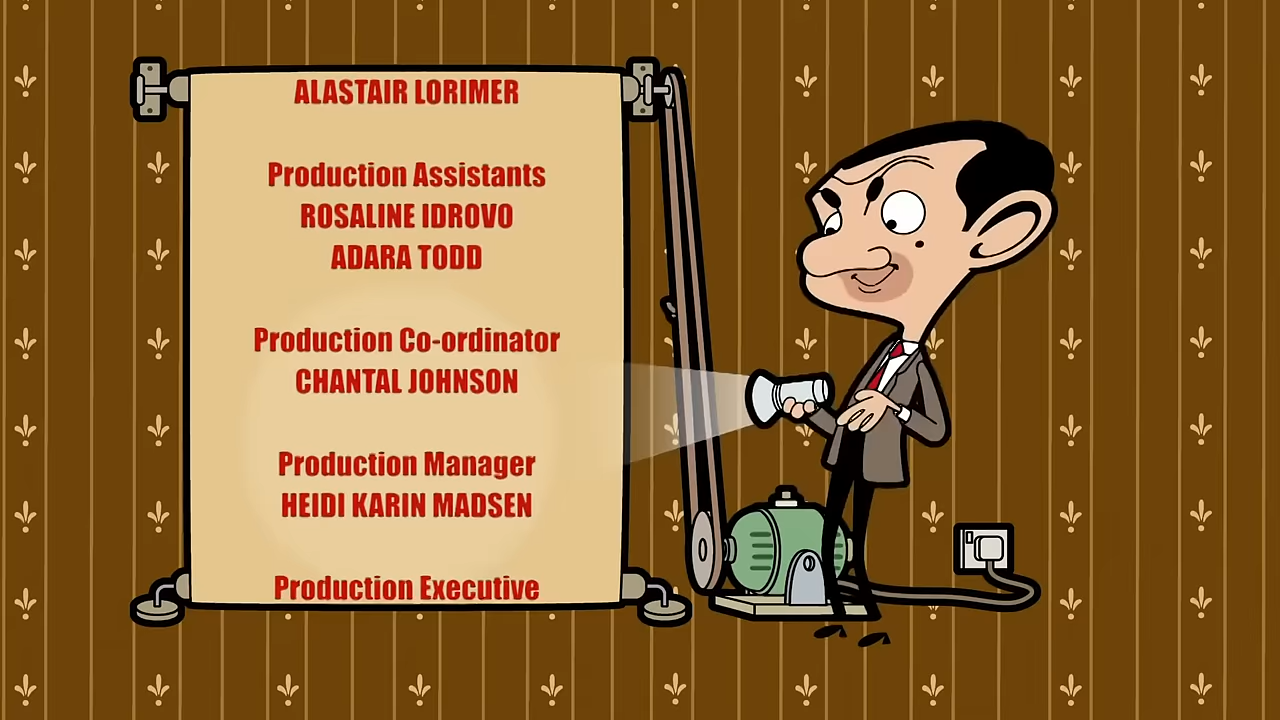 ALASTAIR LORIMER
Production Assistants
ROSALINE IDROVO
ADARA TODD
Production Co-ordinator
CHANTAL JOHNSON
Production Manager
HEIDI KARIN MADSEN
Production Executive